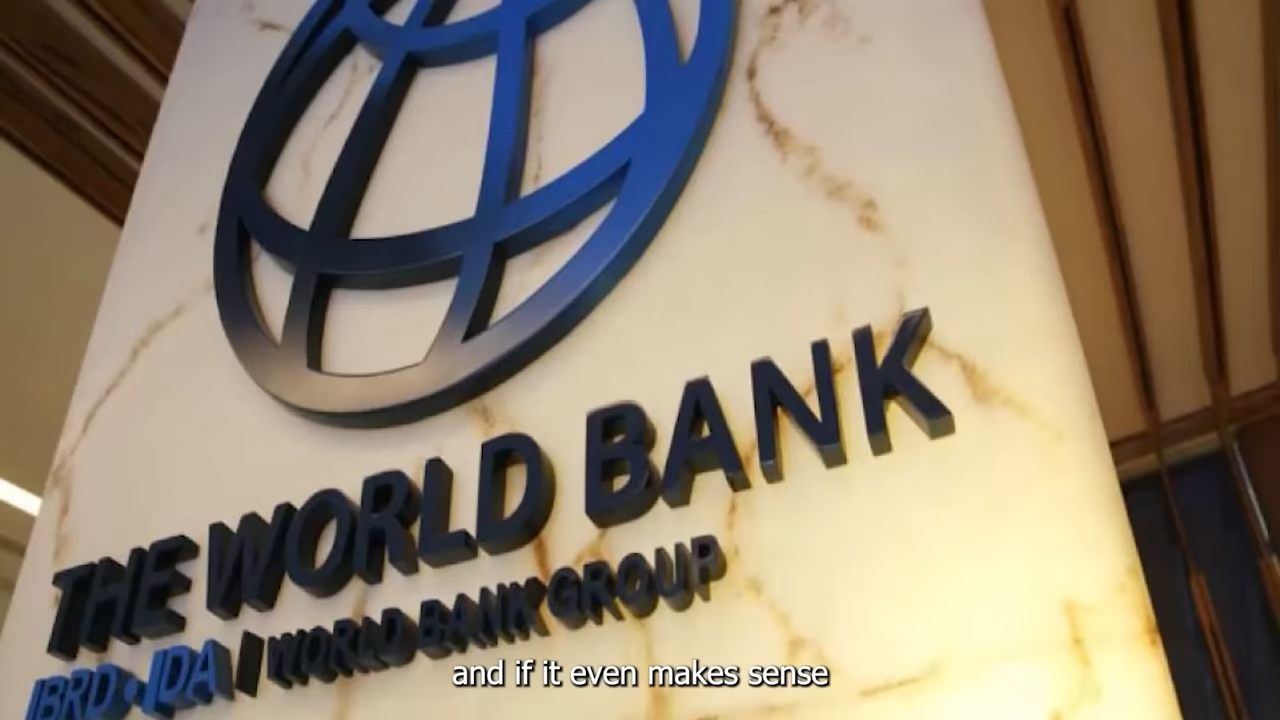 THE WORLD BANK
IBRD • IDA | WORLD BANK GROUP
and if it even makes sense